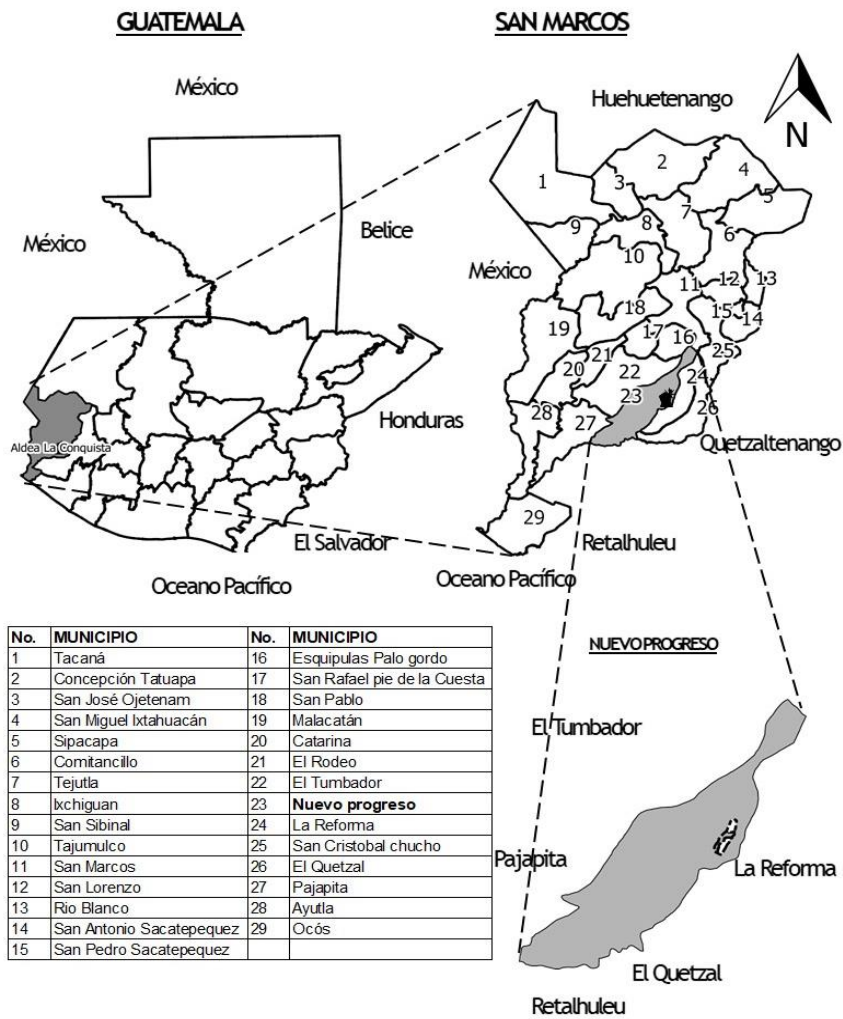 GUATEMALA
SAN MARCOS
México
Huehuetenango
N
1
2
3
4
5
7
8
9
6
México
Belice
México
10
11
12
13
18
15
14
19
17
16
25
21
20
22
24
23
26
28
27
Honduras
Aldea La Conquista
Quetzaltenango
29
El Salvador
Retalhuleu
Oceano Pacífico
Oceano Pacífico
No. MUNICIPIO No. MUNICIPIO
1 Tacaná 16 Esquipulas Palo gordo
2 Concepción Tatuapa 17 San Rafael pie de la Cuesta
3 San José Ojetenam 18 San Pablo
4 San Miguel Ixtahuacán 19 Malacatán
5 Sipacapa 20 Catarina
6 Comitancillo 21 El Rodeo
7 Tejutla 22 El Tumbador
8 Ixchiguan 23 Nuevo progreso
9 San Sibinal 24 La Reforma
10 Tajumulco 25 San Cristobal chucho
11 San Marcos 26 El Quetzal
12 San Lorenzo 27 Pajapita
13 Rio Blanco 28 Ayutla
14 San Antonio Sacatepequez 29 Ocós
15 San Pedro Sacatepequez
NUEVO PROGRESO
El Tumbador
Pajapita
La Reforma
El Quetzal
Retalhuleu